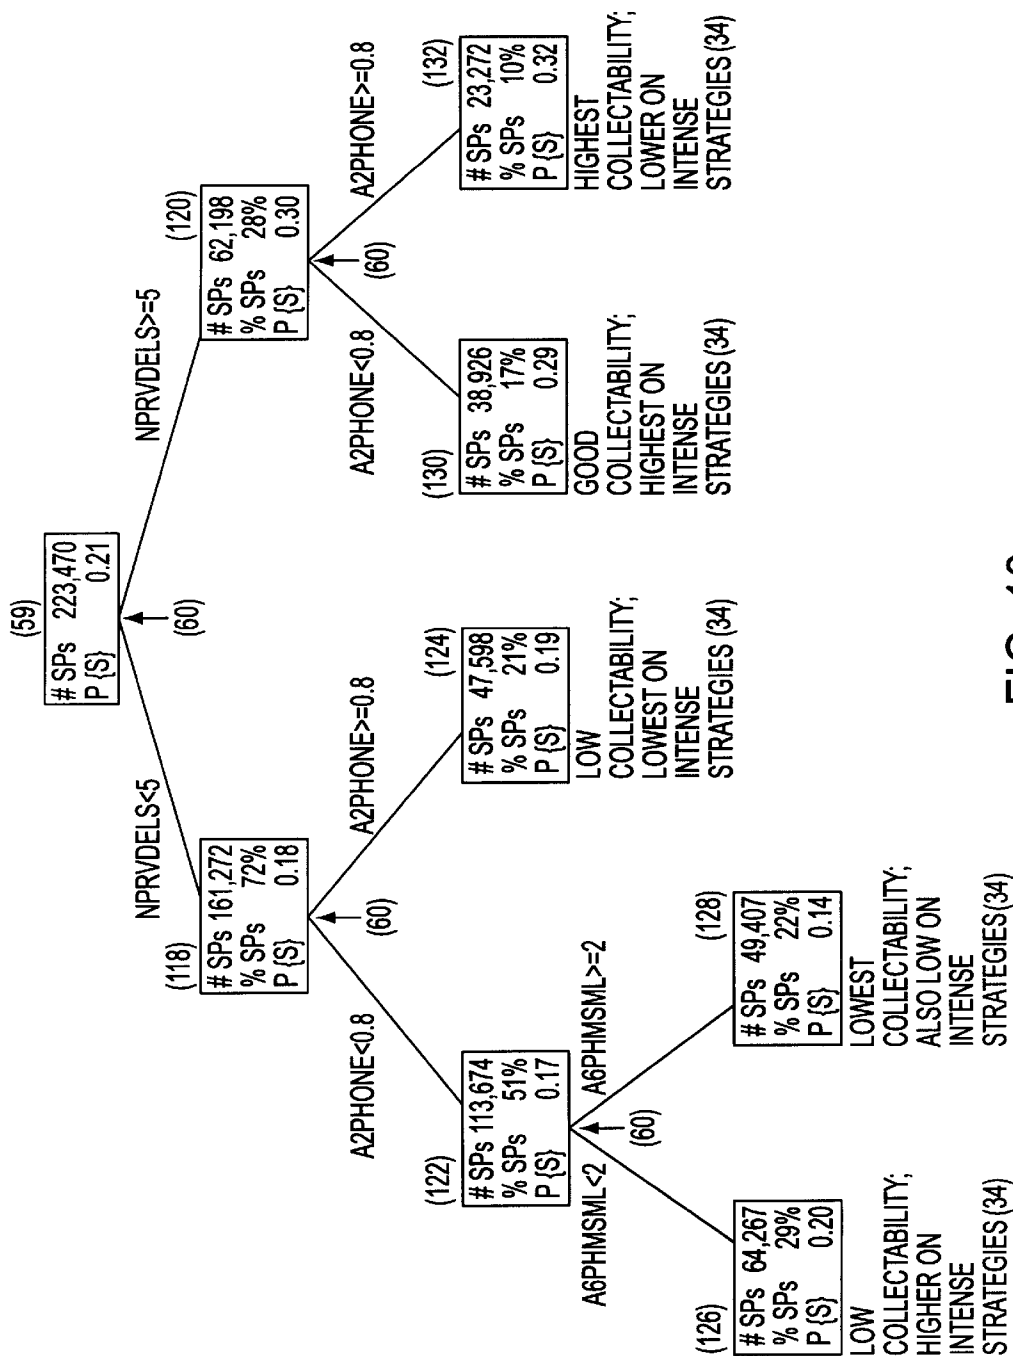 (59)
# SPs 223,470
P {S} 0.21
(60)
NPRVDELS<5
NPRVDELS>=5
(118)
# SPs 161,272
% SPs 72%
P {S} 0.18
(60)
(120)
# SPs 62,198
% SPs 28%
P {S} 0.30
(60)
A2PHONE<0.8
A2PHONE>=0.8
A2PHONE<0.8
A2PHONE>=0.8
(122)
# SPs 113,674
% SPs 51%
P {S} 0.17
(60)
(124)
# SPs 47,598
% SPs 21%
P {S} 0.19
LOW
COLLECTABILITY;
LOWEST ON
INTENSE
STRATEGIES (34)
(130)
# SPs 38,926
% SPs 17%
P {S} 0.29
GOOD
COLLECTABILITY;
HIGHEST ON
INTENSE
STRATEGIES (34)
(132)
# SPs 23,272
% SPs 10%
P {S} 0.32
HIGHEST
COLLECTABILITY;
LOWER ON
INTENSE
STRATEGIES (34)
A6PHMSML<2
A6PHMSML>=2
(126)
# SPs 64,267
% SPs 29%
P {S} 0.20
LOW
COLLECTABILITY;
HIGHER ON
INTENSE
STRATEGIES (34)
(128)
# SPs 49,407
% SPs 22%
P {S} 0.14
LOWEST
COLLECTABILITY;
ALSO LOW ON
INTENSE
STRATEGIES (34)
FIG.